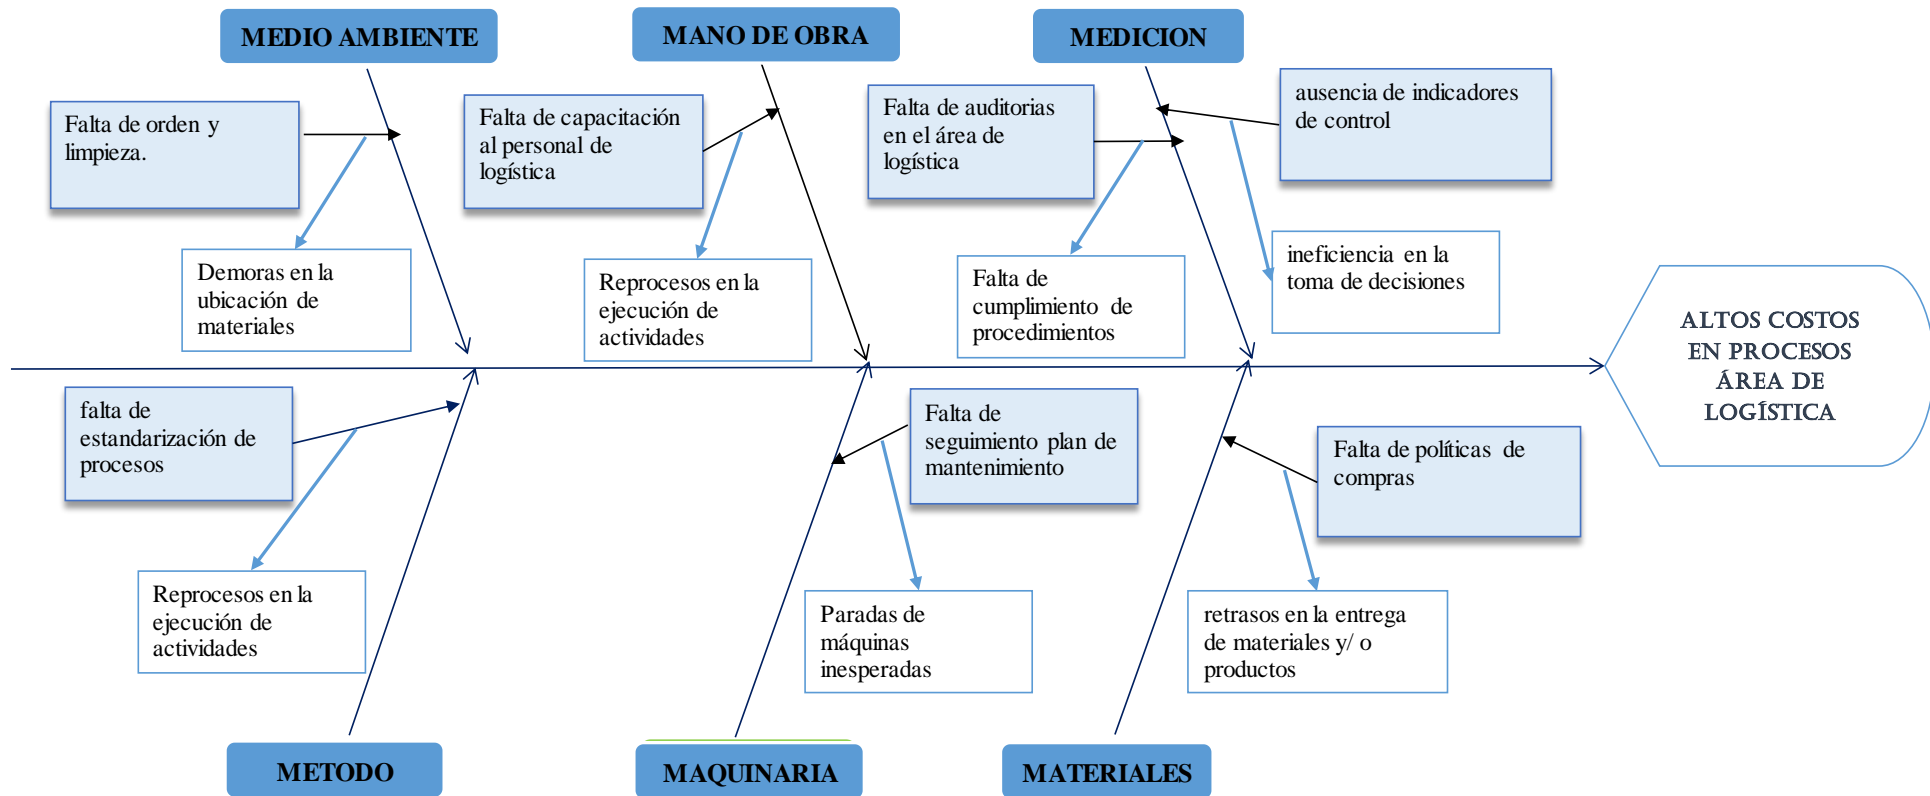 MEDIO AMBIENTE
MANO DE OBRA
MEDICION
Falta de orden y
limpieza.
Falta de capacitación
al personal de
logística
Falta de auditorias
en el área de
logística
ausencia de indicadores
de control
Demoras en la
ubicación de
materiales
Reprocesos en la
ejecución de
actividades
Falta de
cumplimiento de
procedimientos
ineficiencia en la
toma de decisiones
ALTOS COSTOS
EN PROCESOS
ÁREA DE
LOGÍSTICA
falta de
estandarización de
procesos
Falta de
seguimiento plan de
mantenimiento
Falta de políticas de
compras
Reprocesos en la
ejecución de
actividades
Paradas de
máquinas
inesperadas
retrasos en la entrega
de materiales y/ o
productos
METODO
MAQUINARIA
MATERIALES